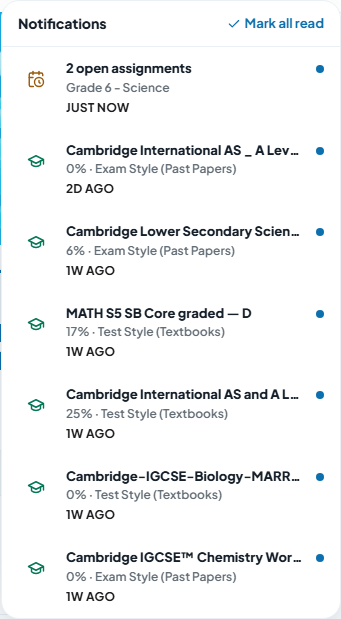 Notifications
Mark all read
2 open assignments
Grade 6 - Science
JUST NOW
Cambridge International AS _ A Lev...
0% · Exam Style (Past Papers)
2D AGO
Cambridge Lower Secondary Scien...
6% · Exam Style (Past Papers)
1W AGO
MATH S5 SB Core graded — D
17% · Test Style (Textbooks)
1W AGO
Cambridge International AS and A L...
25% · Test Style (Textbooks)
1W AGO
Cambridge-IGCSE-Biology-MARR...
0% · Test Style (Textbooks)
1W AGO
Cambridge IGCSE™ Chemistry Wor...
0% · Exam Style (Past Papers)
1W AGO